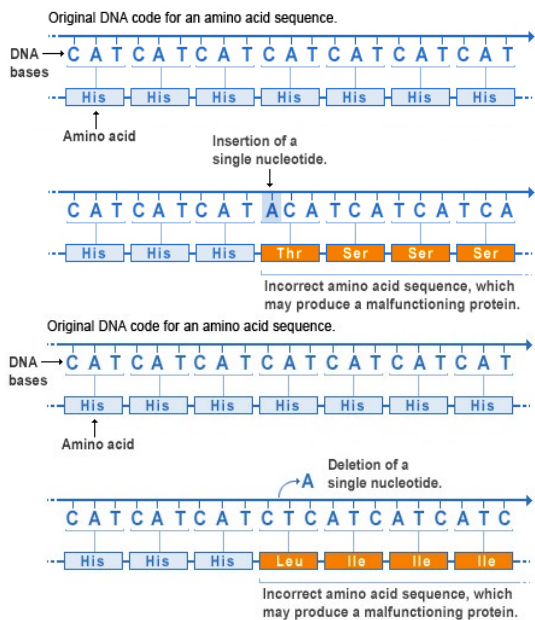 Original DNA code for an amino acid sequence.
DNA bases
C A T C A T C A T C A T C A T C A T C A T
His His His His His His His
Amino acid
Insertion of a
single nucleotide.
C A T C A T C A T A C A T C A T C A T C A
His His His Thr Ser Ser Ser
Incorrect amino acid sequence, which
may produce a malfunctioning protein.
Original DNA code for an amino acid sequence.
DNA bases
C A T C A T C A T C A T C A T C A T C A T
His His His His His His His
Amino acid
Deletion of a
A
single nucleotide.
C A T C A T C A T C T C A T C A T C A T C
His His His Leu Ile Ile Ile
Incorrect amino acid sequence, which
may produce a malfunctioning protein.